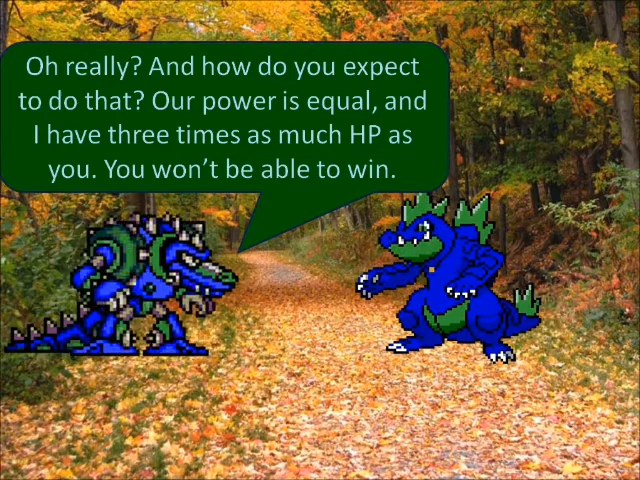 Oh really? And how do you expect
to do that? Our power is equal, and
I have three times as much HP as
you. You won’t be able to win.